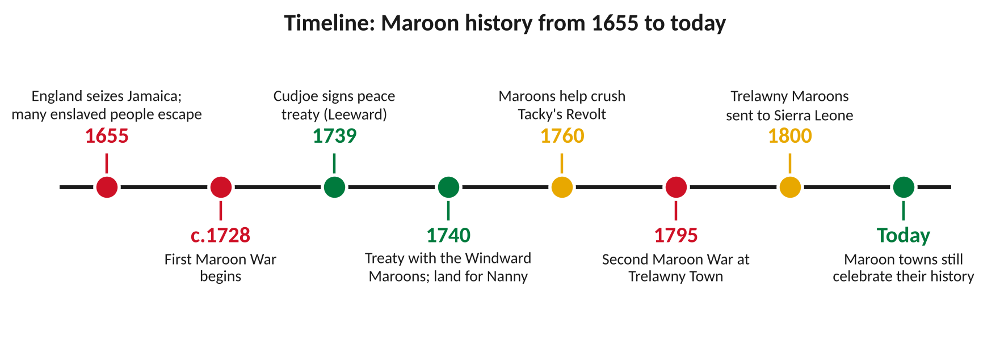 Timeline: Maroon history from 1655 to today
England seizes Jamaica;
many enslaved people escape
1655
c.1728
First Maroon War
begins
Cudjoe signs peace
treaty (Leeward)
1739
1740
Treaty with the Windward
Maroons; land for Nanny
Maroons help crush
Tacky's Revolt
1760
1795
Second Maroon War at
Trelawny Town
Trelawny Maroons
sent to Sierra Leone
1800
Today
Maroon towns still
celebrate their history